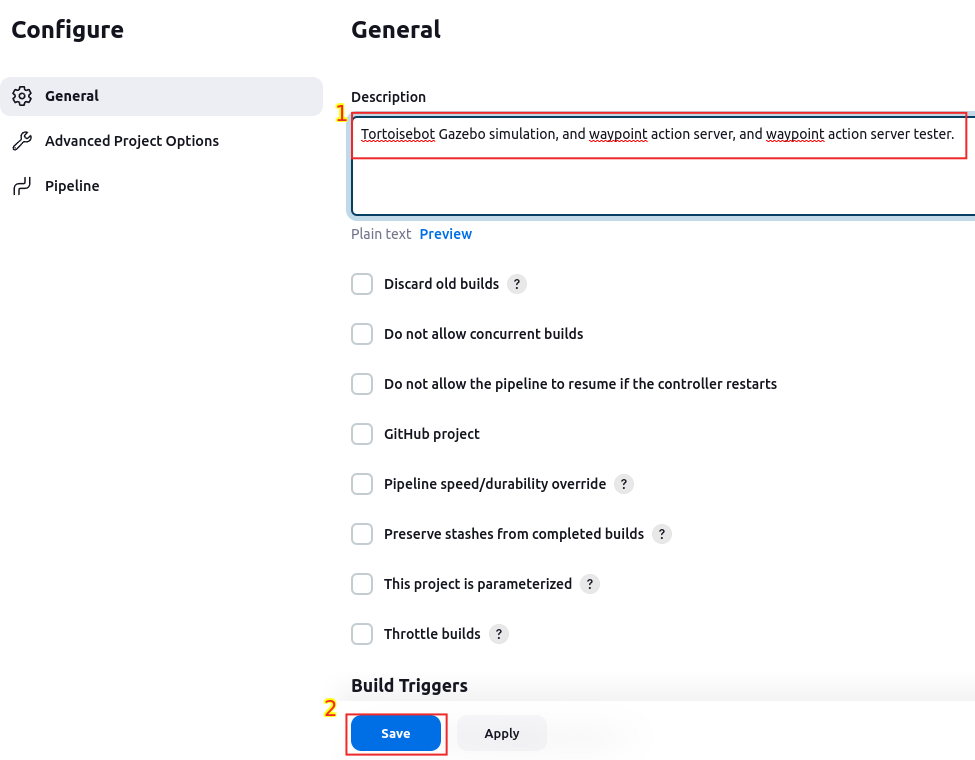 Configure
General
Advanced Project Options
Pipeline
General
Description
1
Tortoisebot Gazebo simulation, and waypoint action server, and waypoint action server tester.
Plain text Preview
Discard old builds ?
Do not allow concurrent builds
Do not allow the pipeline to resume if the controller restarts
GitHub project
Pipeline speed/durability override ?
Preserve stashes from completed builds ?
This project is parameterized ?
Throttle builds ?
Build Triggers
2
Save Apply